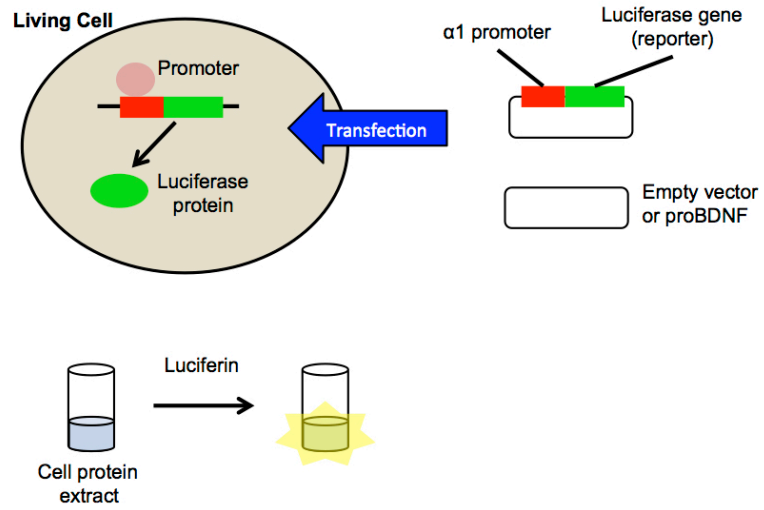 Living Cell
Promoter
Luciferase
protein
Transfection
α1 promoter
Luciferase gene
(reporter)
Empty vector
or proBDNF
Luciferin
Cell protein
extract